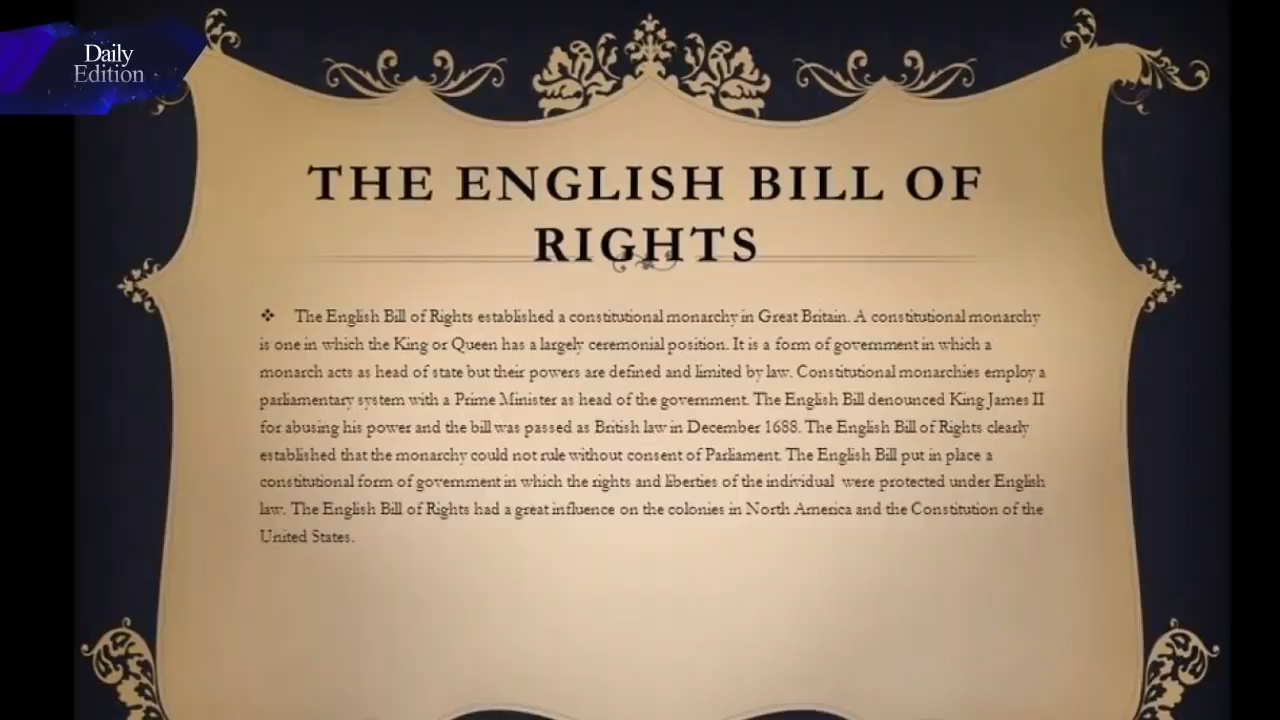 Daily
Edition
THE ENGLISH BILL OF
RIGHTS
❖ The English Bill of Rights established a constitutional monarchy in Great Britain. A constitutional monarchy
is one in which the King or Queen has a largely ceremonial position. It is a form of government in which a
monarch acts as head of state but their powers are defined and limited by law. Constitutional monarchies employ a
parliamentary system with a Prime Minister as head of the government. The English Bill denounced King James II
for abusing his power and the bill was passed as British law in December 1688. The English Bill of Rights clearly
established that the monarchy could not rule without consent of Parliament. The English Bill put in place a
constitutional form of government in which the rights and liberties of the individual were protected under English
law. The English Bill of Rights had a great influence on the colonies in North America and the Constitution of the
United States.